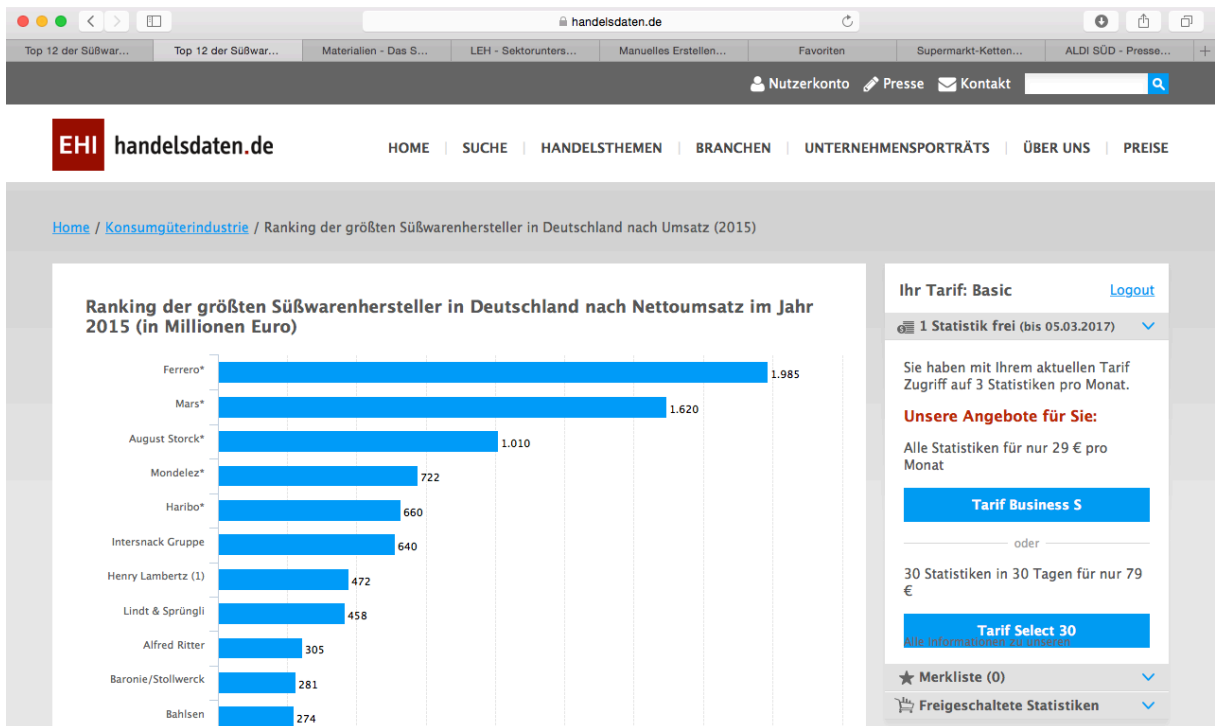 handelsdaten.de
Top 12 der Süßwar...
Top 12 der Süßwar...
Materialien - Das S...
LEH - Sektorunters...
Manuelles Erstellen...
Favoriten
Supermarkt-Ketten...
ALDI SÜD - Presse...
Nutzerkonto
Presse
Kontakt
EHI handelsdaten.de
HOME
SUCHE
HANDELSTHEMEN
BRANCHEN
UNTERNEHMENSPORTRÄTS
ÜBER UNS
PREISE
Home / Konsumgüterindustrie / Ranking der größten Süßwarenhersteller in Deutschland nach Umsatz (2015)
Ranking der größten Süßwarenhersteller in Deutschland nach Nettoumsatz im Jahr
2015 (in Millionen Euro)
Ferrero* 1.985
Mars* 1.620
August Storck* 1.010
Mondelez* 722
Haribo* 660
Intersnack Gruppe 640
Henry Lambertz (1) 472
Lindt & Sprüngli 458
Alfred Ritter 305
Baronie/Stollwerck 281
Bahlsen 274
Ihr Tarif: Basic Logout
1 Statistik frei (bis 05.03.2017)
Sie haben mit Ihrem aktuellen Tarif
Zugriff auf 3 Statistiken pro Monat.
Unsere Angebote für Sie:
Alle Statistiken für nur 29 € pro
Monat
Tarif Business S
oder
30 Statistiken in 30 Tagen für nur 79
€
Tarif Select 30
Alle Informationen zu unseren
Merkliste (0)
Freigeschaltete Statistiken